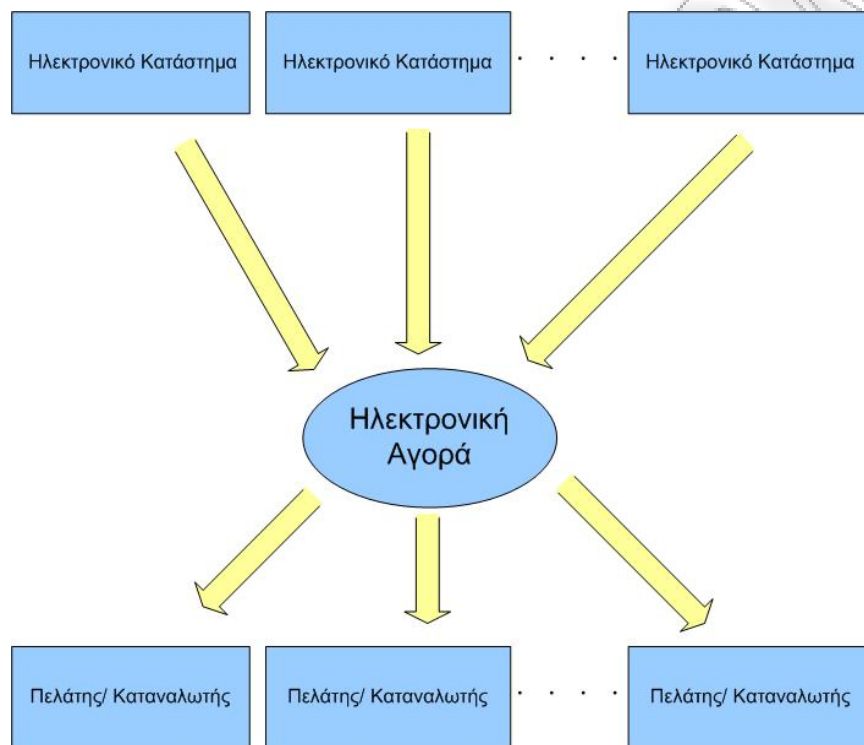 Ηλεκτρονικό Κατάστημα
Ηλεκτρονικό Κατάστημα
. . . .
Ηλεκτρονικό Κατάστημα
Ηλεκτρονική
Αγορά
Πελάτης/ Καταναλωτής
Πελάτης/ Καταναλωτής
. . . .
Πελάτης/ Καταναλωτής